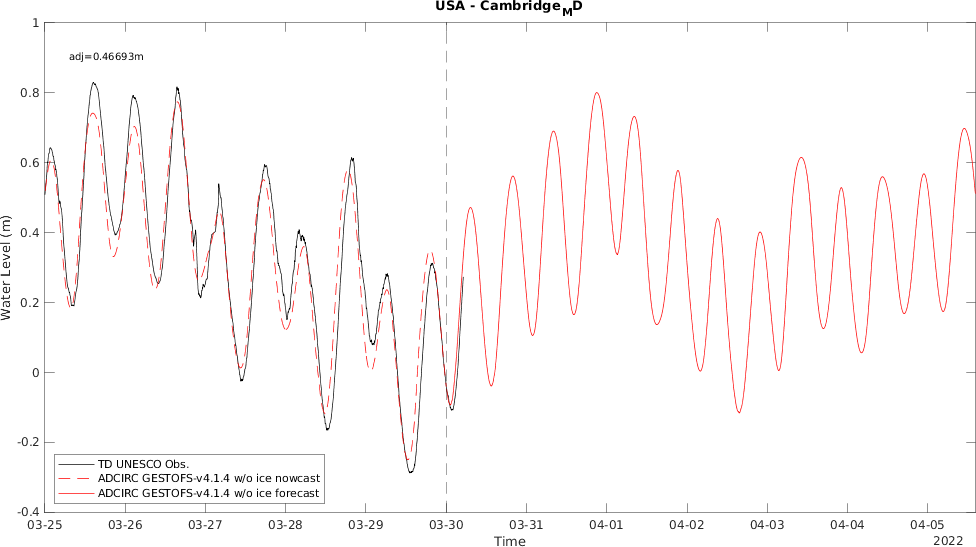 USA - Cambridge_MD
adj=0.46693m
1
0.8
0.6
0.4
0.2
0
-0.2
-0.4
Water Level (m)
TD UNESCO Obs.
ADCIRC GESTOFS-v4.1.4 w/o ice nowcast
ADCIRC GESTOFS-v4.1.4 w/o ice forecast
03-25 03-26 03-27 03-28 03-29 03-30 03-31 04-01 04-02 04-03 04-04 04-05
Time
2022